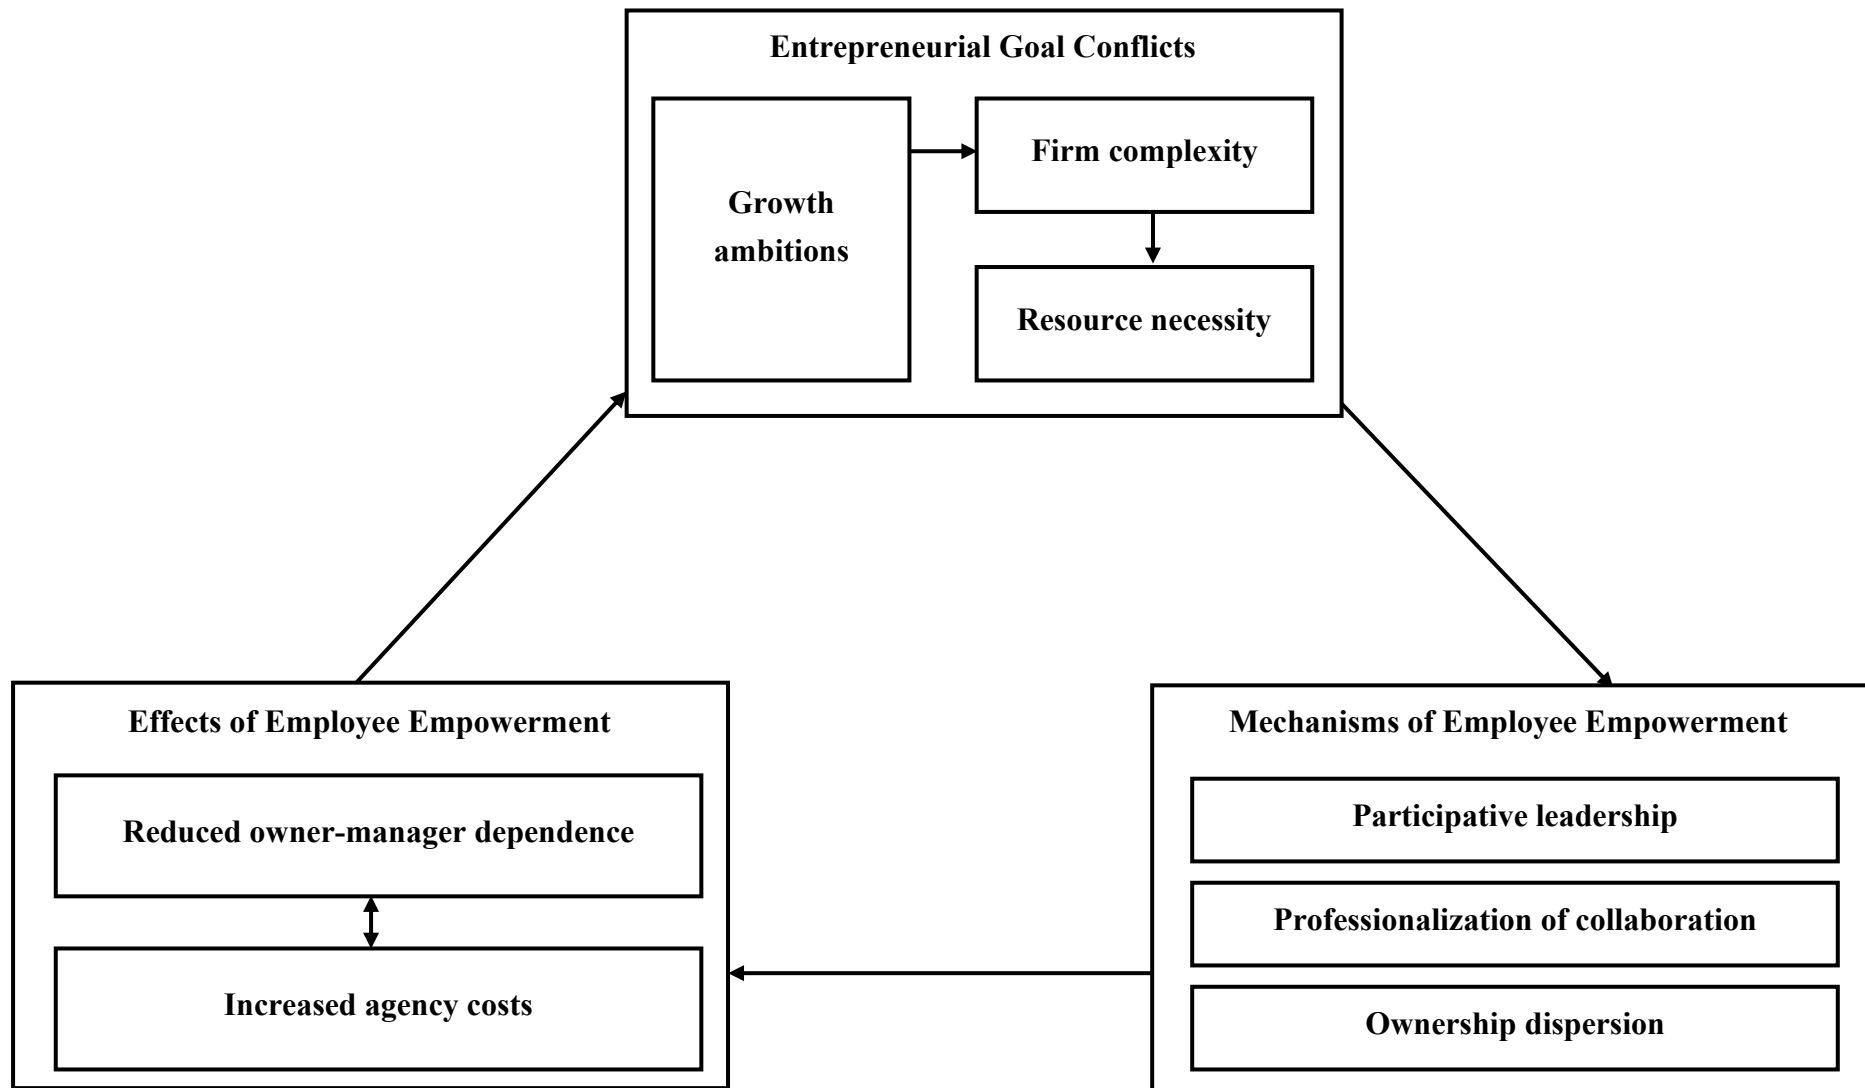 Entrepreneurial Goal Conflicts
Growth
ambitions
Firm complexity
Resource necessity
Effects of Employee Empowerment
Reduced owner-manager dependence
Increased agency costs
Mechanisms of Employee Empowerment
Participative leadership
Professionalization of collaboration
Ownership dispersion